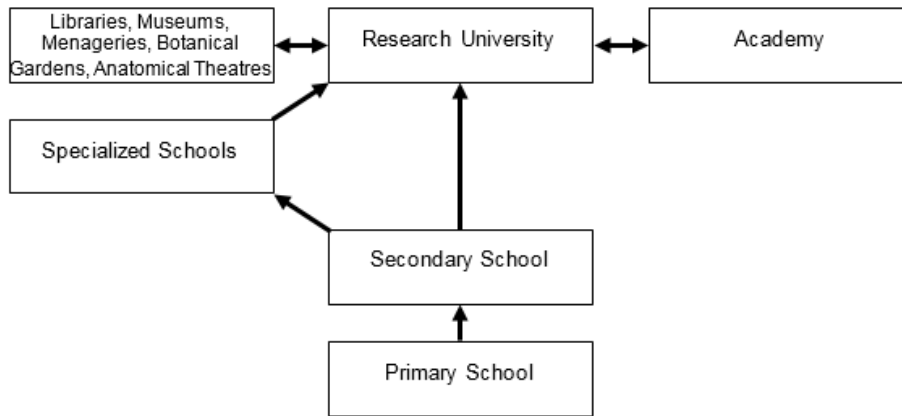 Libraries, Museums,
Menageries, Botanical
Gardens, Anatomical Theatres
Research University
Academy
Specialized Schools
Secondary School
Primary School